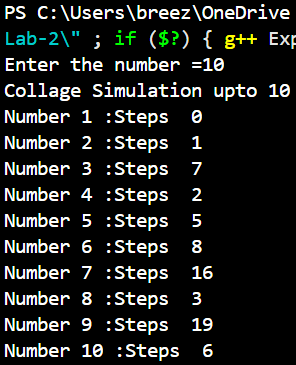 PS C:\Users\breez\OneDrive
Lab-2\" ; if ($?) { g++ Exp
Enter the number =10
Collage Simulation upto 10
Number 1 :Steps  0
Number 2 :Steps  1
Number 3 :Steps  7
Number 4 :Steps  2
Number 5 :Steps  5
Number 6 :Steps  8
Number 7 :Steps  16
Number 8 :Steps  3
Number 9 :Steps  19
Number 10 :Steps  6